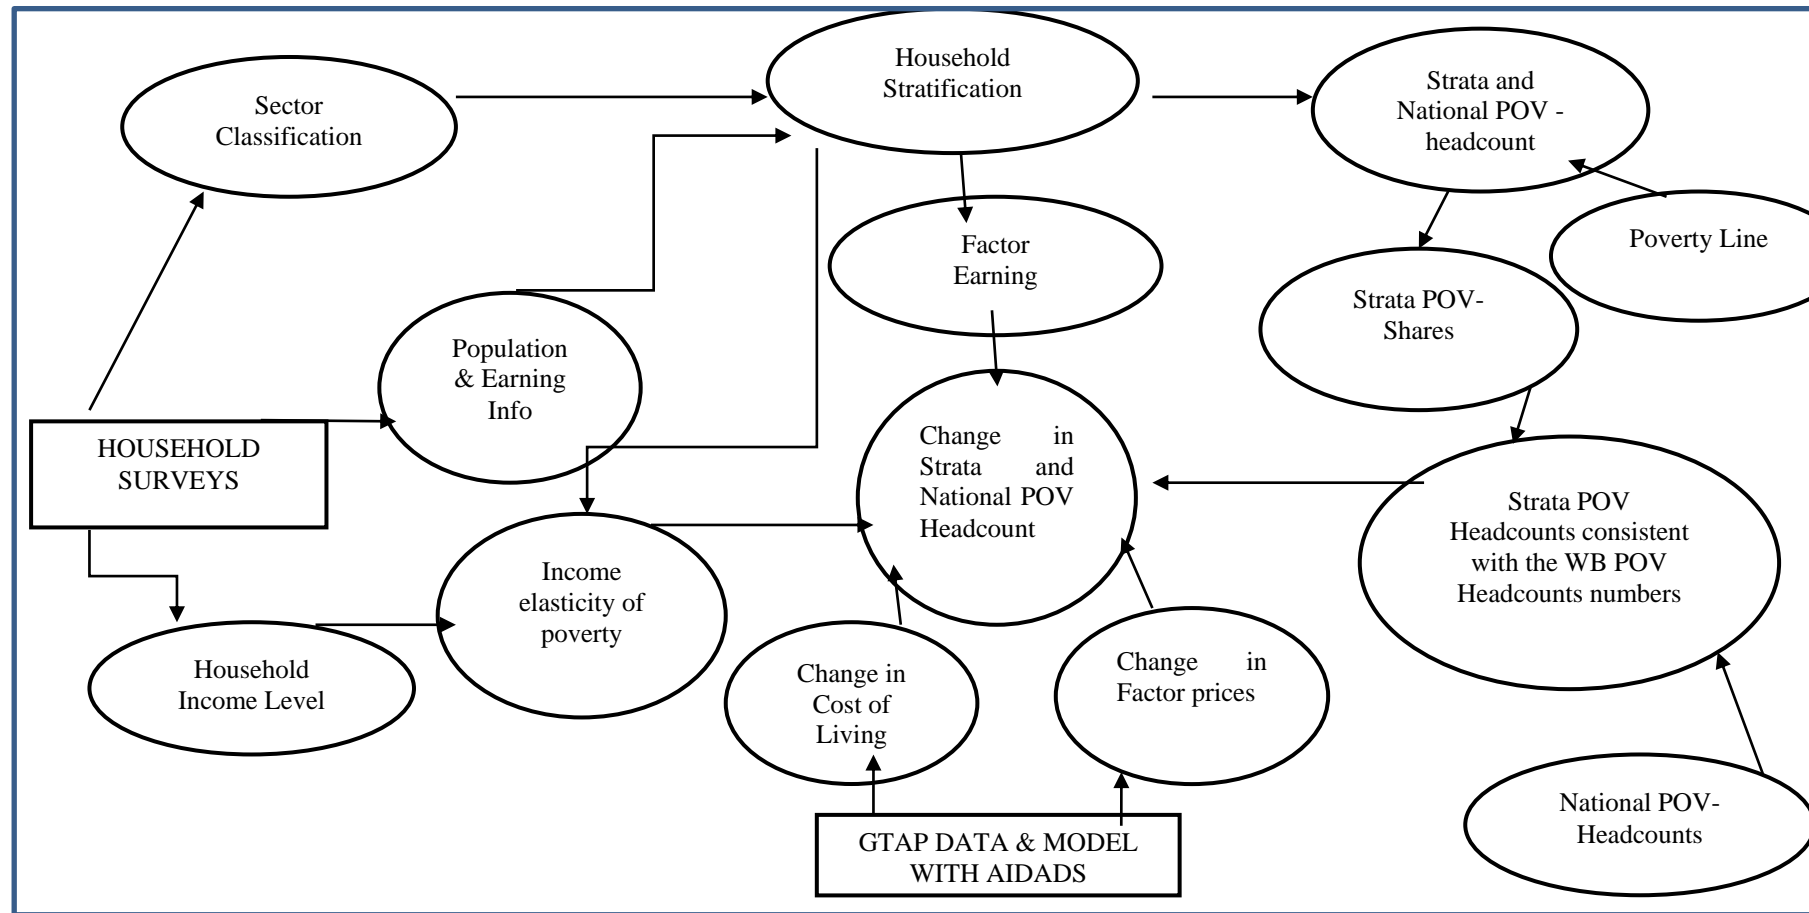 Sector
Classification
Household
Stratification
Strata and
National POV -
headcount
Factor
Earning
Poverty Line
Strata POV-
Shares
Population
& Earning
Info
HOUSEHOLD
SURVEYS
Change in
Strata and
National POV
Headcount
Strata POV
Headcounts consistent
with the WB POV
Headcounts numbers
Income
elasticity of
poverty
Household
Income Level
Change in
Cost of
Living
Change in
Factor prices
National POV-
Headcounts
GTAP DATA & MODEL
WITH AIDADS